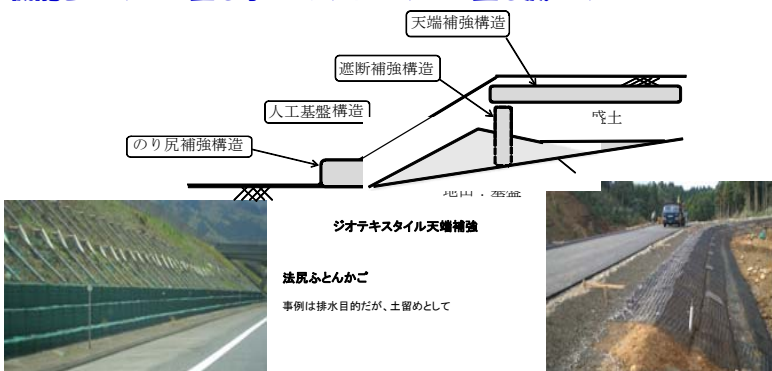 天端補強構造
遮断補強構造
人工基盤構造
盛土
のり尻補強構造
ジオテキスタイル天端補強
法尻ふとんかご
事例は排水目的だが、土留めとして